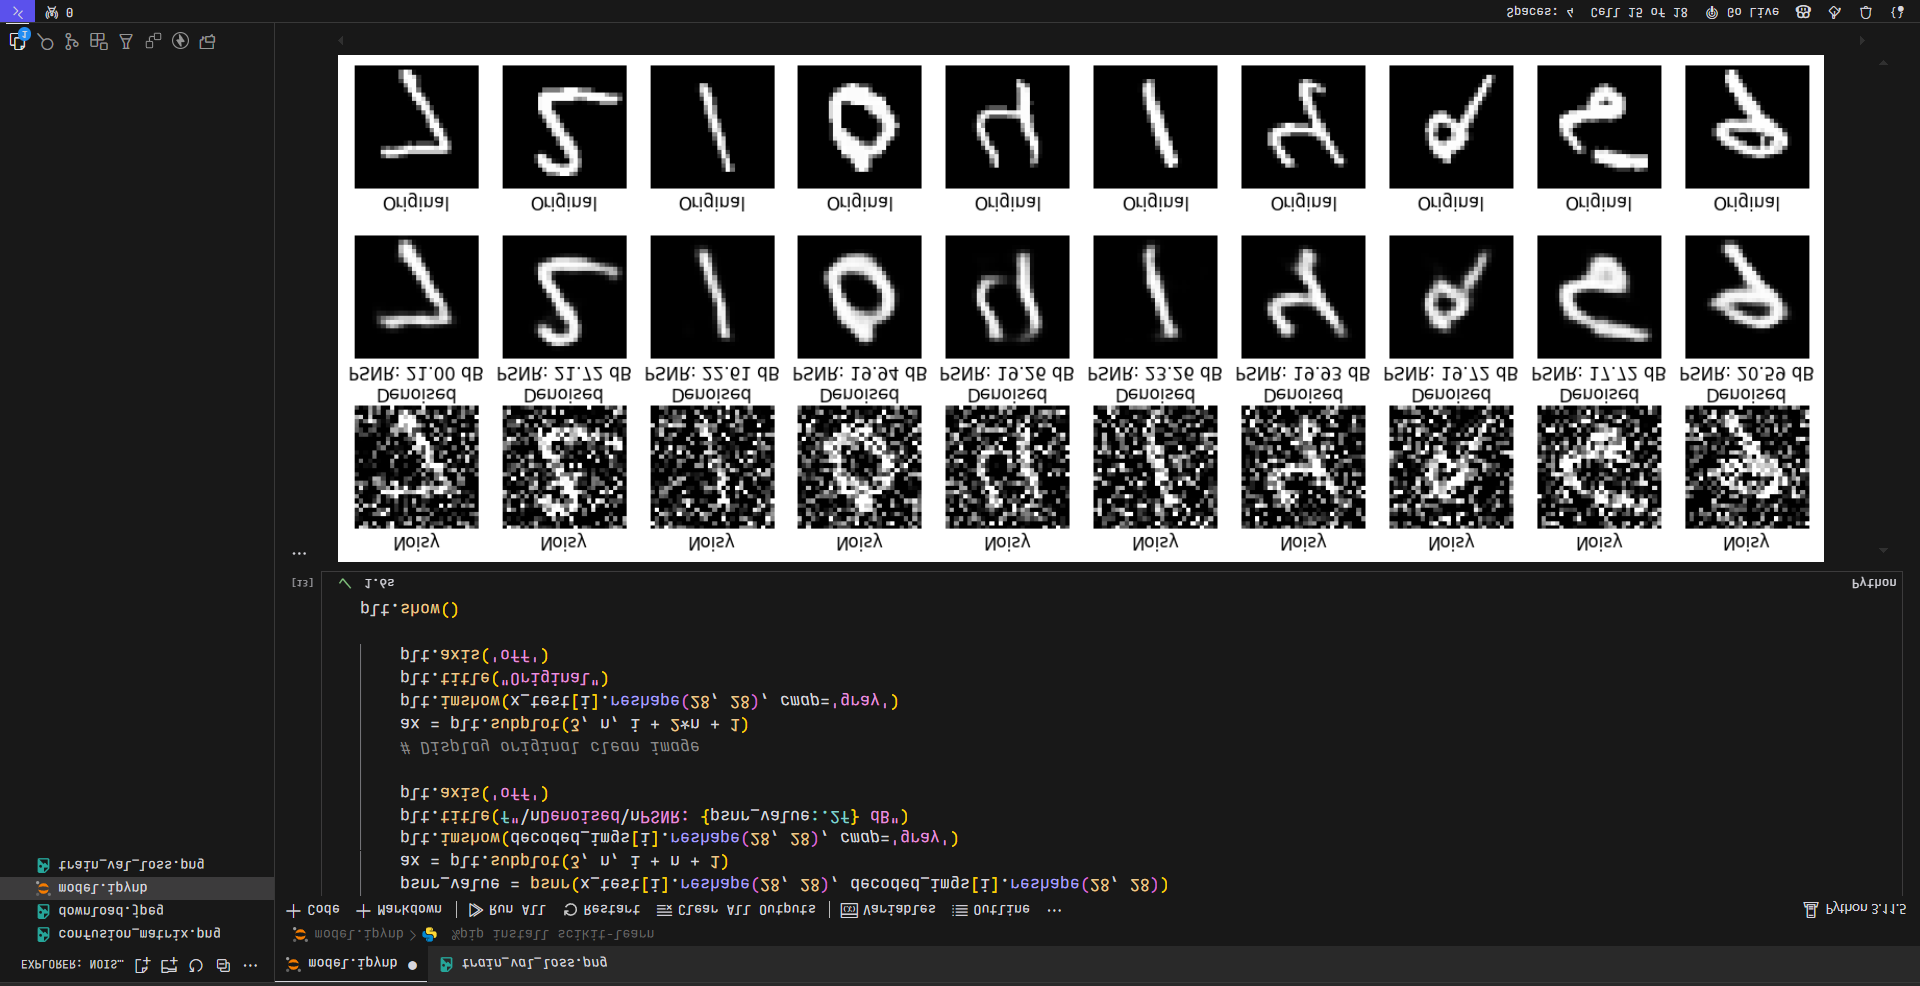 EXPLORER: NOIS...
confusion_matrix.png
download.jpeg
model.ipynb
train_val_loss.png
model.ipynb train_val_loss.png
model.ipynb > %pip install scikit-learn
+ Code + Markdown | Run All Restart Clear All Outputs | Variables Outline ... Python 3.11.5
psnr_value = psnr(x_test[i].reshape(28, 28), decoded_imgs[i].reshape(28, 28))
ax = plt.subplot(3, n, i + n + 1)
plt.imshow(decoded_imgs[i].reshape(28, 28), cmap='gray')
plt.title(f"\nDenoised\nPSNR: {psnr_value:.2f} dB")
plt.axis('off')
# Display original clean image
ax = plt.subplot(3, n, i + 2*n + 1)
plt.imshow(x_test[i].reshape(28, 28), cmap='gray')
plt.title("Original")
plt.axis('off')
plt.show()
[13] 1.6s Python
...
Noisy Noisy Noisy Noisy Noisy Noisy Noisy Noisy Noisy Noisy
Denoised Denoised Denoised Denoised Denoised Denoised Denoised Denoised Denoised Denoised
PSNR: 21.00 dB PSNR: 21.72 dB PSNR: 22.61 dB PSNR: 19.94 dB PSNR: 19.26 dB PSNR: 23.26 dB PSNR: 19.93 dB PSNR: 19.72 dB PSNR: 17.72 dB PSNR: 20.59 dB
Original Original Original Original Original Original Original Original Original Original
1
0 Spaces: 4 Cell 15 of 18 Go Live